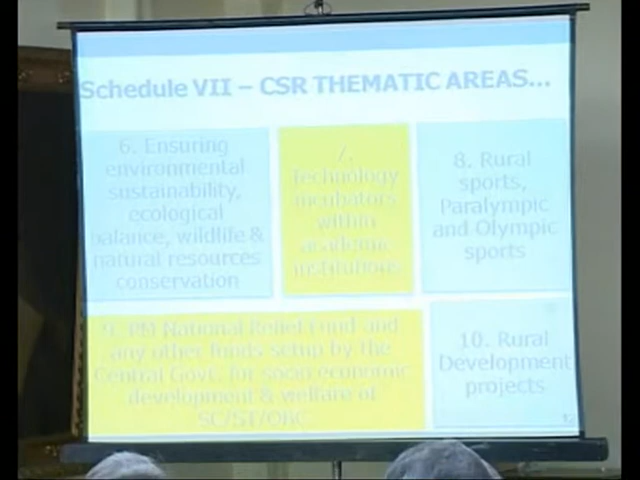 Schedule VII – CSR THEMATIC AREAS...
6. Ensuring
environmental
sustainability,
ecological
balance, wildlife &
natural resources
conservation
7.
Technology
incubators
within
academic
institutions
8. Rural
sports,
Paralympic
and Olympic
sports
9. PM National Relief Fund and
any other funds setup by the
Central Govt. for socio economic
development & welfare of
SC/ST/OBC
10. Rural
Development
projects